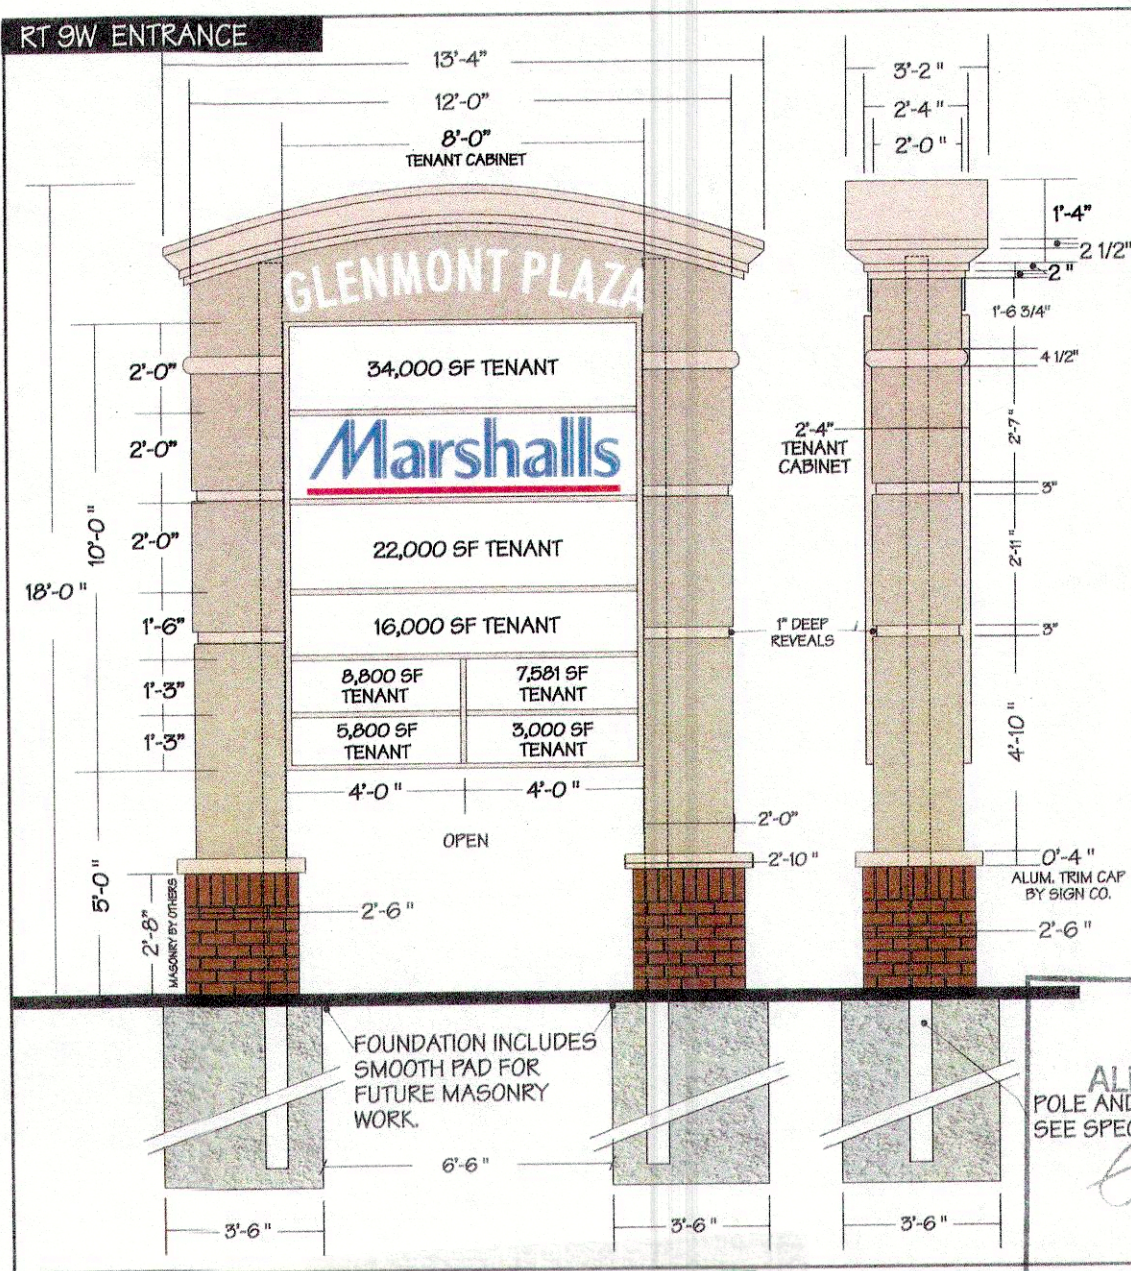 RT 9W ENTRANCE
13'-4"
12'-0"
8'-0"
TENANT CABINET
3'-2"
2'-4"
2'-0"
1'-4"
2 1/2"
2"
1'-6 3/4"
4 1/2"
GLENMONT PLAZA
34,000 SF TENANT
Marshalls
22,000 SF TENANT
16,000 SF TENANT
8,800 SF
TENANT
7,581 SF
TENANT
5,800 SF
TENANT
3,000 SF
TENANT
2'-0"
2'-0"
2'-0"
1'-6"
1'-3"
1'-3"
10'-0"
18'-0"
5'-0"
2'-8"
MASONRY BY OTHERS
4'-0"
4'-0"
OPEN
2'-0"
2'-10"
2'-6"
2'-4"
TENANT
CABINET
1" DEEP
REVEALS
2'-7"
3"
2'-11"
3"
4'-10"
0'-4"
ALUM. TRIM CAP
BY SIGN CO.
2'-6"
FOUNDATION INCLUDES
SMOOTH PAD FOR
FUTURE MASONRY
WORK.
6'-6"
3'-6"
3'-6"
3'-6"
POLE AND
SEE SPEC